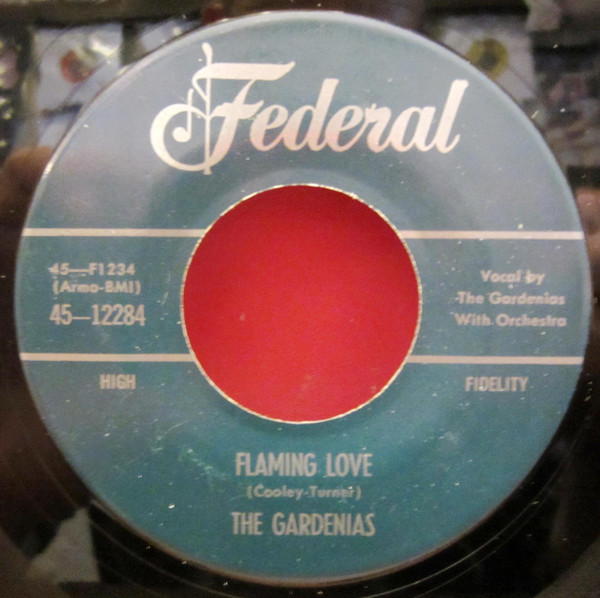 Federal
45—F1234
(Armo-BMI)
45—12284
Vocal by
The Gardenias
With Orchestra
HIGH
FIDELITY
FLAMING LOVE
(Cooley-Turner)
THE GARDENIAS